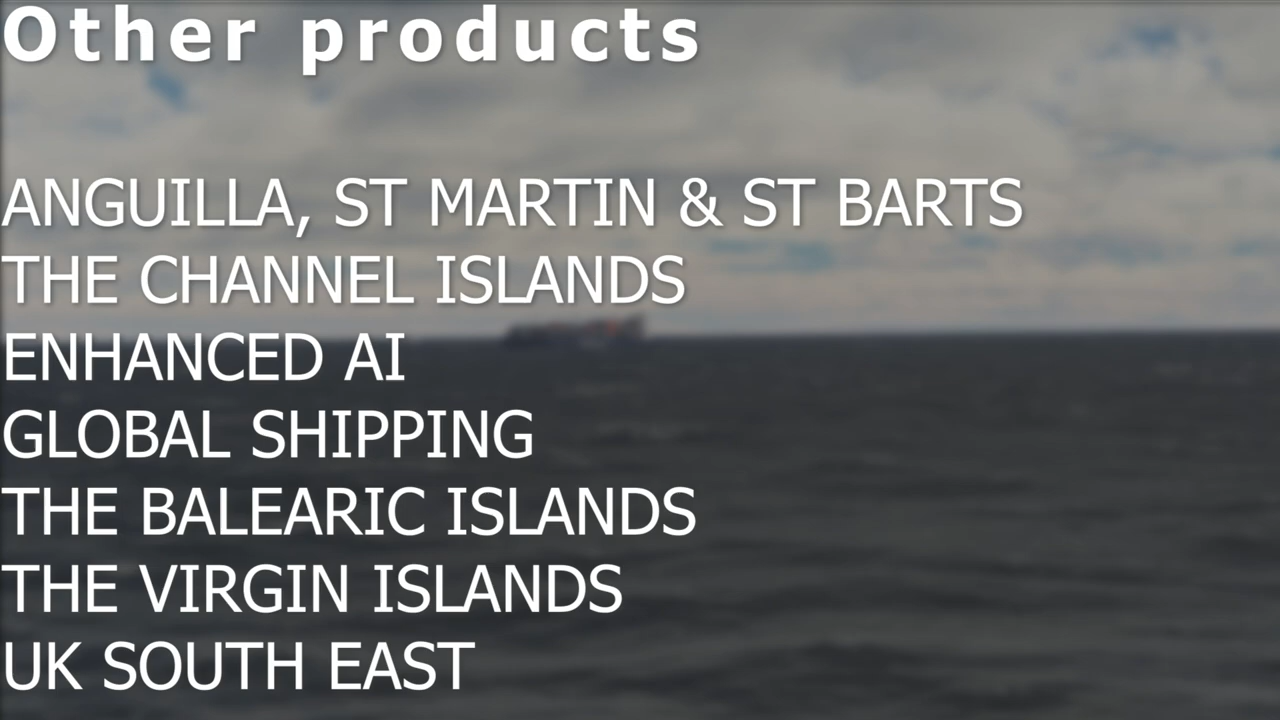 Other products
ANGUILLA, ST MARTIN & ST BARTS
THE CHANNEL ISLANDS
ENHANCED AI
GLOBAL SHIPPING
THE BALEARIC ISLANDS
THE VIRGIN ISLANDS
UK SOUTH EAST